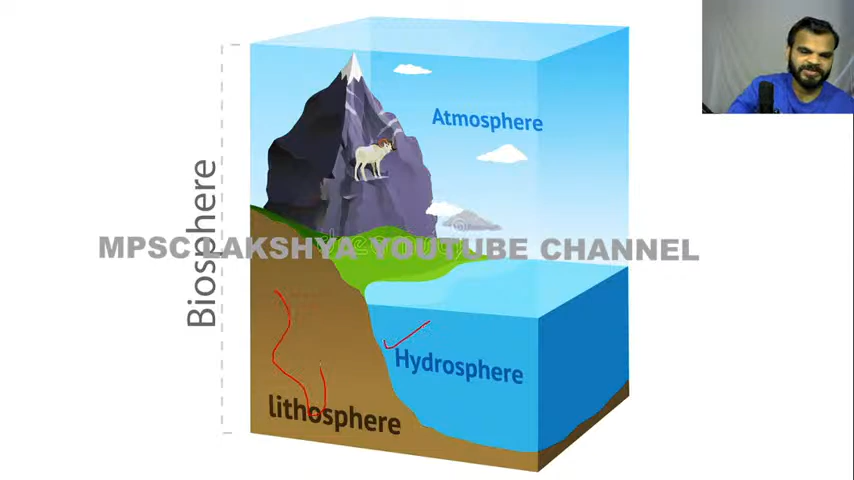 Atmosphere
Biosphere
MPSC LAKSHYA YOUTUBE CHANNEL
Hydrosphere
lithosphere